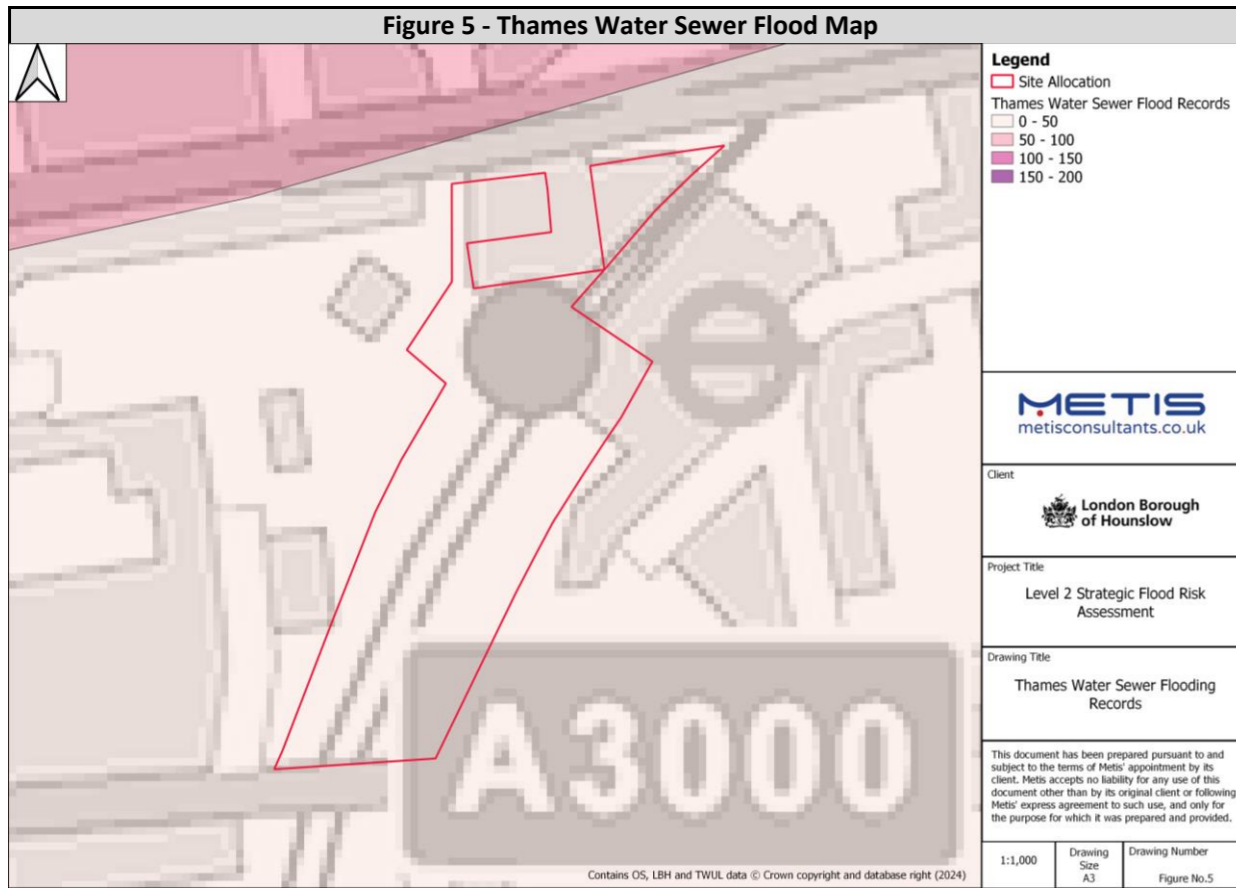 Figure 5 - Thames Water Sewer Flood Map
Legend
Site Allocation
Thames Water Sewer Flood Records
0 - 50
50 - 100
100 - 150
150 - 200
METIS
metisconsultants.co.uk
Client
London Borough
of Hounslow
Project Title
Level 2 Strategic Flood Risk
Assessment
Drawing Title
Thames Water Sewer Flooding
Records
This document has been prepared pursuant to and
subject to the terms of Metis' appointment by its
client. Metis accepts no liability for any use of this
document other than by its original client or following
Metis' express agreement to such use, and only for
the purpose for which it was prepared and provided.
1:1,000
Drawing
Size
A3
Drawing Number
Figure No.5
A3000
Contains OS, LBH and TWUL data © Crown copyright and database right (2024)